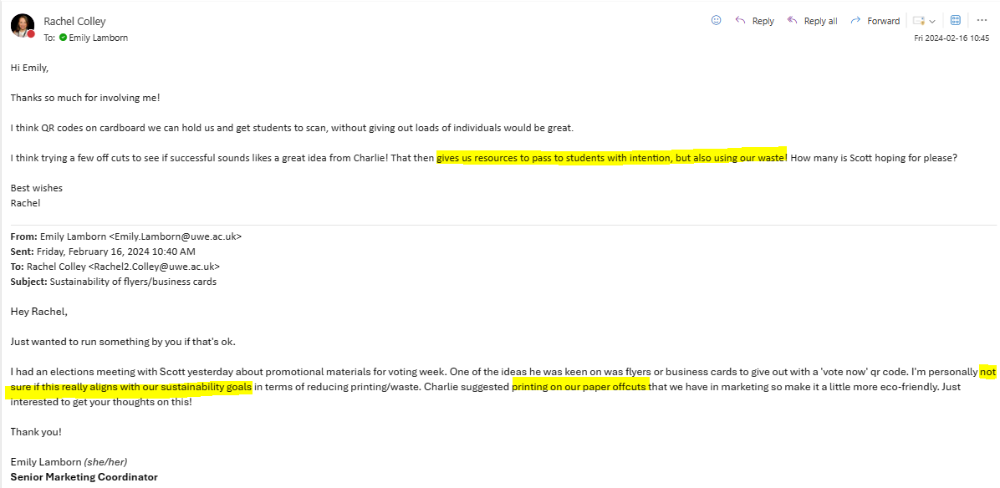 Rachel Colley
To: Emily Lamborn
Reply
Reply all
Forward
Fri 2024-02-16 10:45
Hi Emily,
Thanks so much for involving me!
I think QR codes on cardboard we can hold us and get students to scan, without giving out loads of individuals would be great.
I think trying a few off cuts to see if successful sounds likes a great idea from Charlie! That then gives us resources to pass to students with intention, but also using our waste! How many is Scott hoping for please?
Best wishes
Rachel
From: Emily Lamborn <Emily.Lamborn@uwe.ac.uk>
Sent: Friday, February 16, 2024 10:40 AM
To: Rachel Colley <Rachel2.Colley@uwe.ac.uk>
Subject: Sustainability of flyers/business cards
Hey Rachel,
Just wanted to run something by you if that's ok.
I had an elections meeting with Scott yesterday about promotional materials for voting week. One of the ideas he was keen on was flyers or business cards to give out with a 'vote now' qr code. I'm personally not
sure if this really aligns with our sustainability goals in terms of reducing printing/waste. Charlie suggested printing on our paper offcuts that we have in marketing so make it a little more eco-friendly. Just
interested to get your thoughts on this!
Thank you!
Emily Lamborn (she/her)
Senior Marketing Coordinator